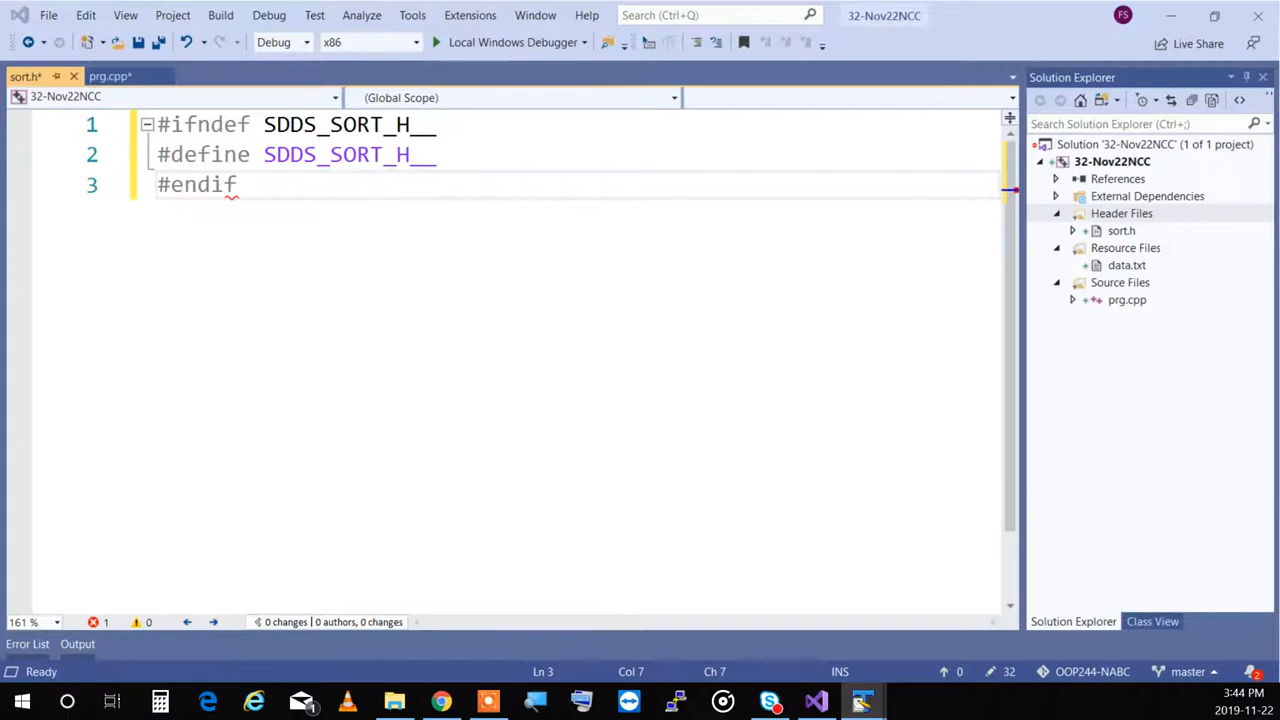 File Edit View Project Build Debug Test Analyze Tools Extensions Window Help Search (Ctrl+Q) 32-Nov22NCC FS
Debug x86 Local Windows Debugger Live Share
sort.h* prg.cpp*
32-Nov22NCC (Global Scope)
1 #ifndef SDDS_SORT_H__
2 #define SDDS_SORT_H__
3 #endif
Solution Explorer
Search Solution Explorer (Ctrl+;)
Solution '32-Nov22NCC' (1 of 1 project)
32-Nov22NCC
References
External Dependencies
Header Files
sort.h
Resource Files
data.txt
Source Files
prg.cpp
161 % 1 0 0 changes | 0 authors, 0 changes
Solution Explorer Class View
Error List Output
Ready Ln 3 Col 7 Ch 7 INS 0 32 OOP244-NABC master 2
1
3:44 PM
2019-11-22